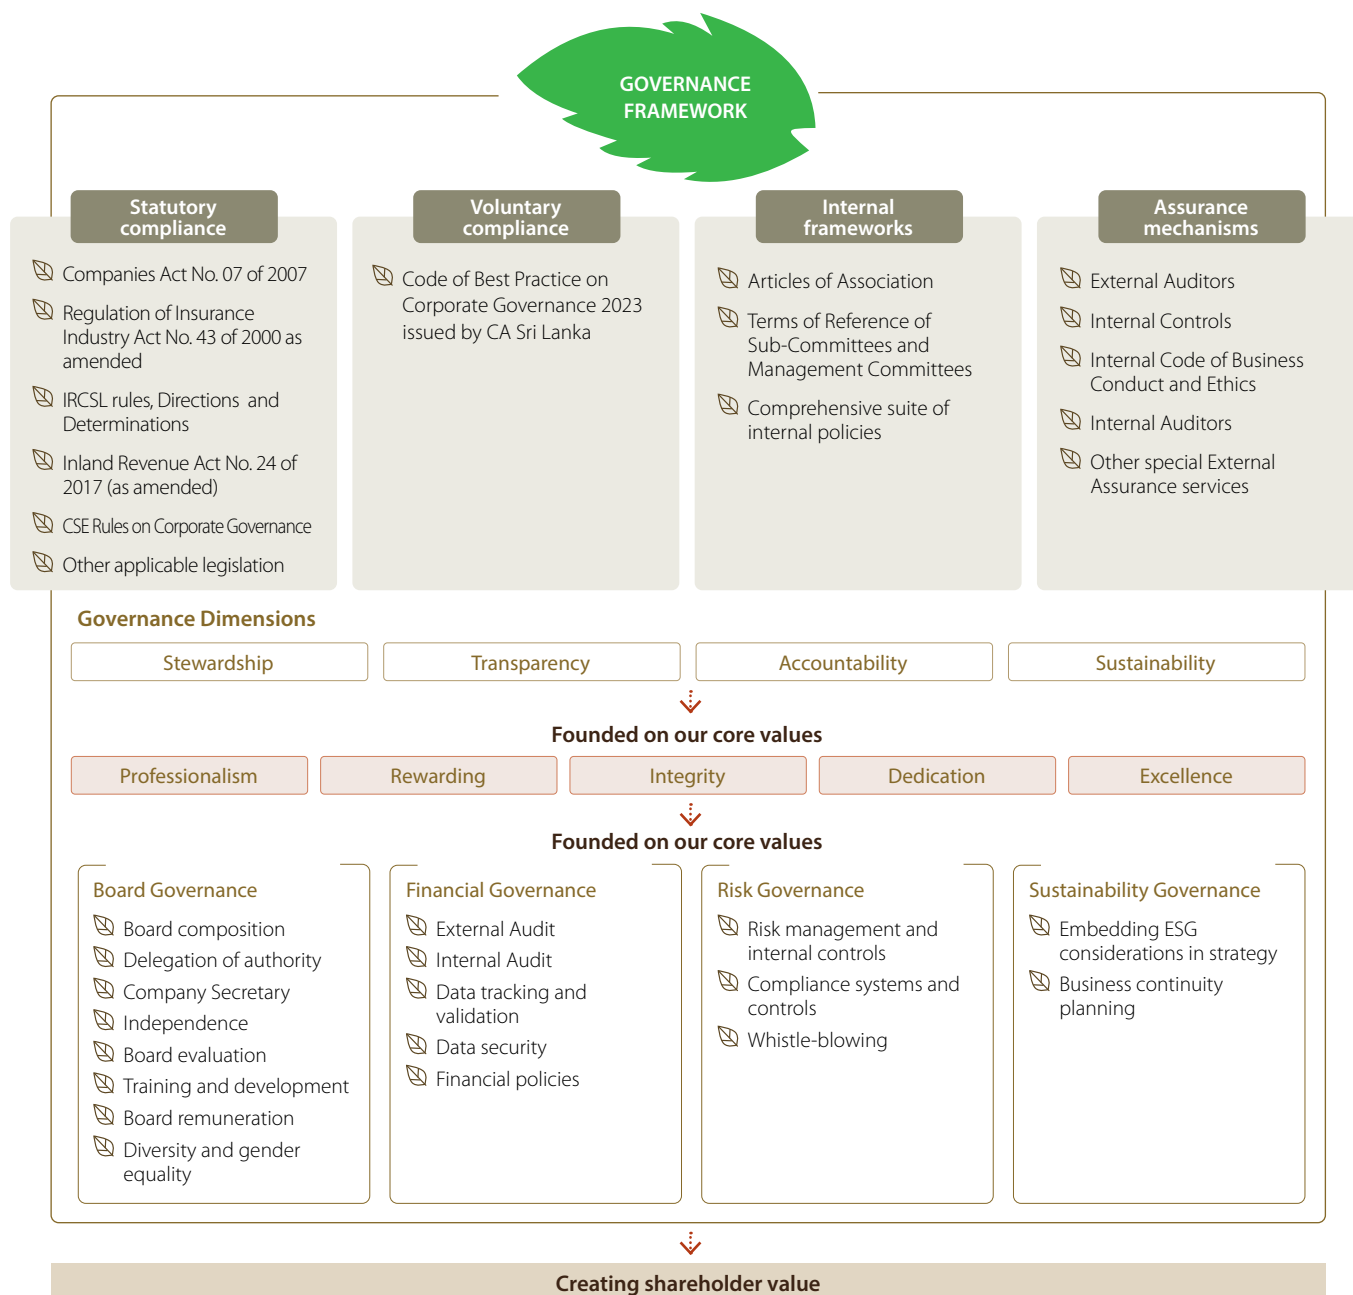 GOVERNANCE
FRAMEWORK
Statutory
compliance
Companies Act No. 07 of 2007
Regulation of Insurance
Industry Act No. 43 of 2000 as
amended
IRCSL rules, Directions and
Determinations
Inland Revenue Act No. 24 of
2017 (as amended)
CSE Rules on Corporate Governance
Other applicable legislation
Voluntary
compliance
Code of Best Practice on
Corporate Governance 2023
issued by CA Sri Lanka
Internal
frameworks
Articles of Association
Terms of Reference of
Sub-Committees and
Management Committees
Comprehensive suite of
internal policies
Assurance
mechanisms
External Auditors
Internal Controls
Internal Code of Business
Conduct and Ethics
Internal Auditors
Other special External
Assurance services
Governance Dimensions
Stewardship
Transparency
Accountability
Sustainability
Founded on our core values
Professionalism
Rewarding
Integrity
Dedication
Excellence
Founded on our core values
Board Governance
Board composition
Delegation of authority
Company Secretary
Independence
Board evaluation
Training and development
Board remuneration
Diversity and gender
equality
Financial Governance
External Audit
Internal Audit
Data tracking and
validation
Data security
Financial policies
Risk Governance
Risk management and
internal controls
Compliance systems and
controls
Whistle-blowing
Sustainability Governance
Embedding ESG
considerations in strategy
Business continuity
planning
Creating shareholder value